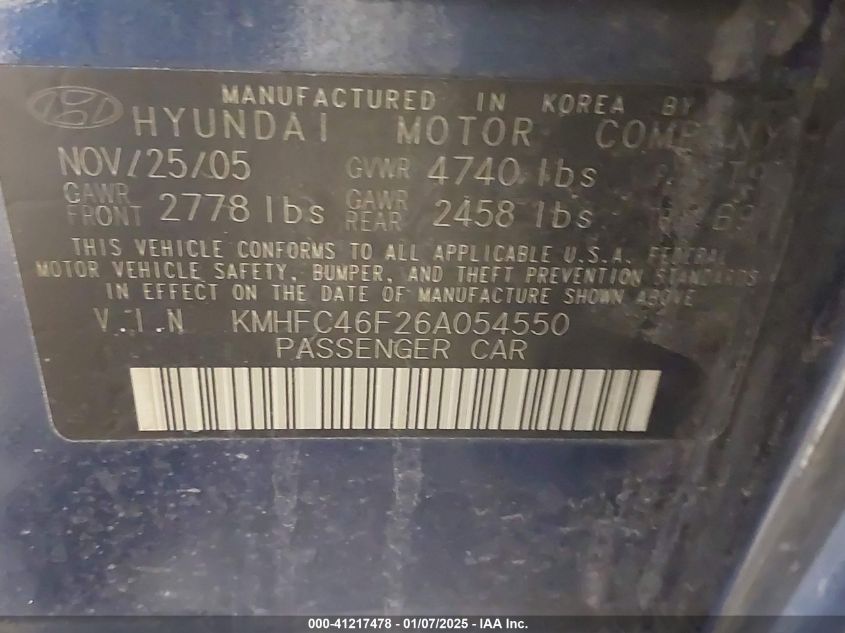 MANUFACTURED IN KOREA BY
HYUNDAI MOTOR COMPANY
NOV/25/05 GVWR 4740 lbs
GAWR FRONT 2778 lbs GAWR REAR 2458 lbs
THIS VEHICLE CONFORMS TO ALL APPLICABLE U.S.A. FEDERAL
MOTOR VEHICLE SAFETY, BUMPER, AND THEFT PREVENTION STANDARDS
IN EFFECT ON THE DATE OF MANUFACTURE SHOWN ABOVE.
V.I.N KMHFC46F26A054550
PASSENGER CAR
000-41217478 - 01/07/2025 - IAA Inc.